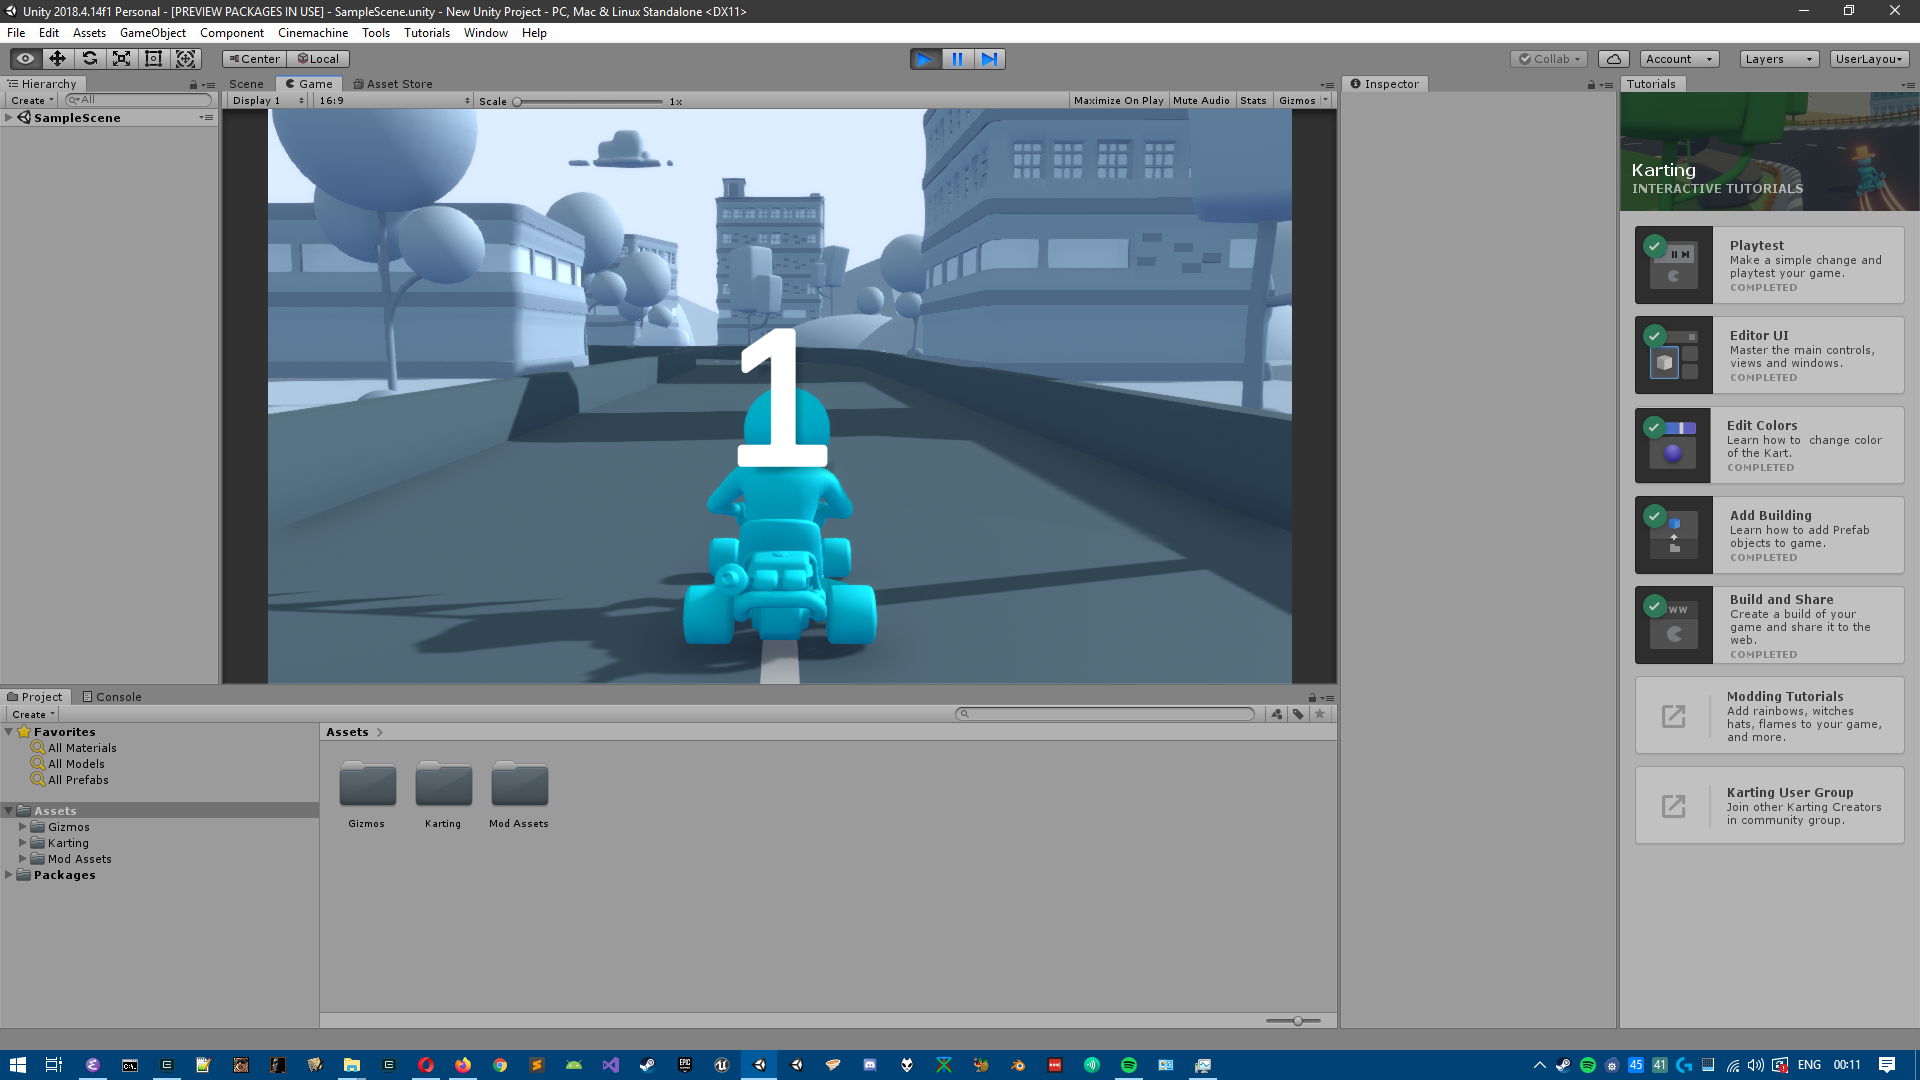 Unity 2018.4.14f1 Personal - [PREVIEW PACKAGES IN USE] - SampleScene.unity - New Unity Project - PC, Mac & Linux Standalone <DX11>
File Edit Assets GameObject Component Cinemachine Tools Tutorials Window Help
Center Local Collab Account Layers UserLayou
Hierarchy
Create All
SampleScene
Scene Game Asset Store
Display 1 16:9 Scale 1x Maximize On Play Mute Audio Stats Gizmos
1
Inspector
Tutorials
Karting
INTERACTIVE TUTORIALS
Playtest
Make a simple change and
playtest your game.
COMPLETED
Editor UI
Master the main controls,
views and windows.
COMPLETED
Edit Colors
Learn how to change color
of the Kart.
COMPLETED
Add Building
Learn how to add Prefab
objects to game.
COMPLETED
WW
Build and Share
Create a build of your
game and share it to the
web.
COMPLETED
Modding Tutorials
Add rainbows, witches
hats, flames to your game,
and more.
Karting User Group
Join other Karting Creators
in community group.
Project Console
Create
Favorites
All Materials
All Models
All Prefabs
Assets
Gizmos
Karting
Mod Assets
Packages
Assets
Gizmos Karting Mod Assets
45 41 ENG 00:11